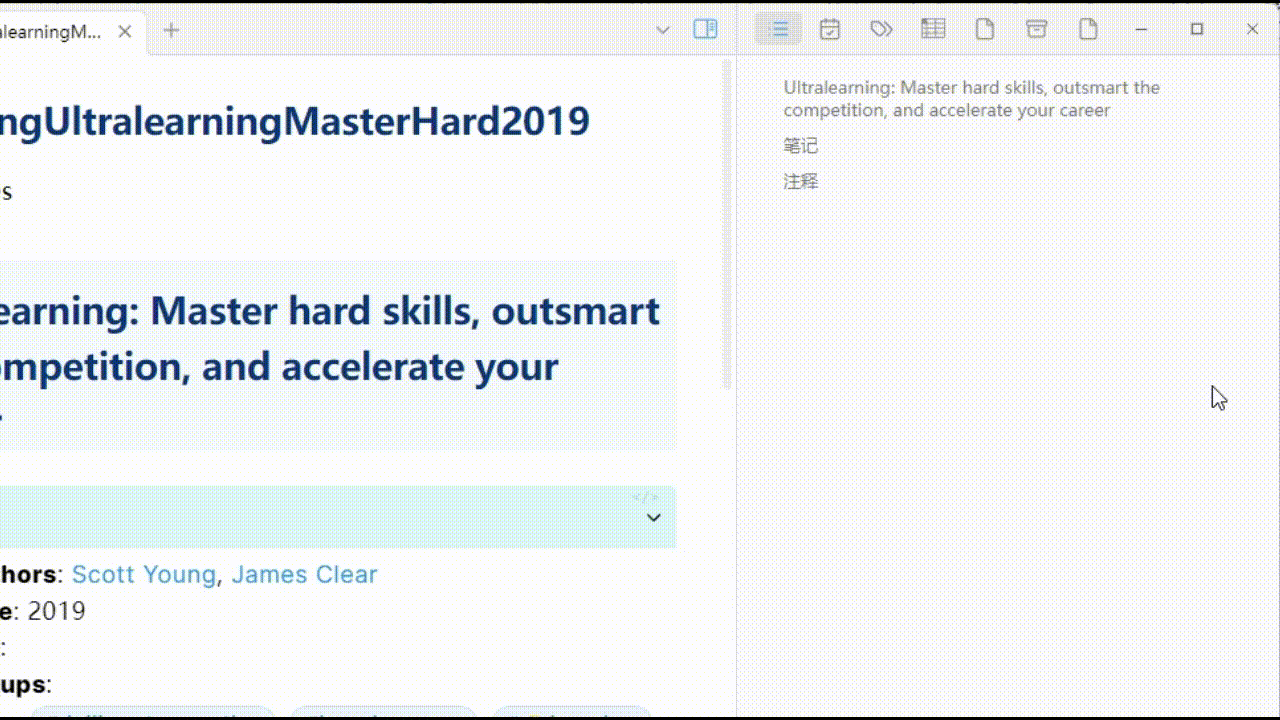 alearningM...
ngUltralearningMasterHard2019
s
earning: Master hard skills, outsmart
ompetition, and accelerate your
</>
hors: Scott Young, James Clear
e: 2019
:
ups:
Ultralearning: Master hard skills, outsmart the
competition, and accelerate your career
笔记
注释